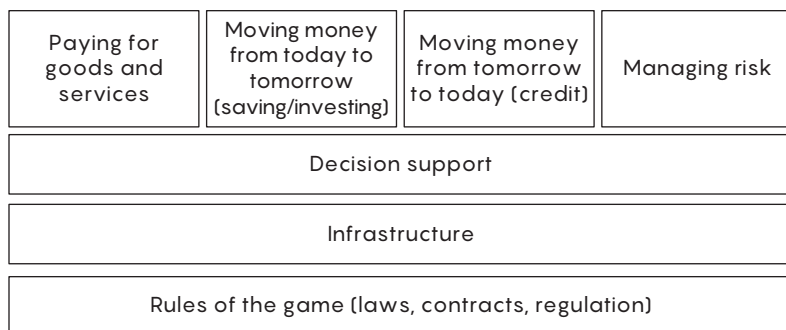 Paying for
goods and
services
Moving money
from today to
tomorrow
(saving/investing)
Moving money
from tomorrow
to today (credit)
Managing risk
Decision support
Infrastructure
Rules of the game (laws, contracts, regulation)